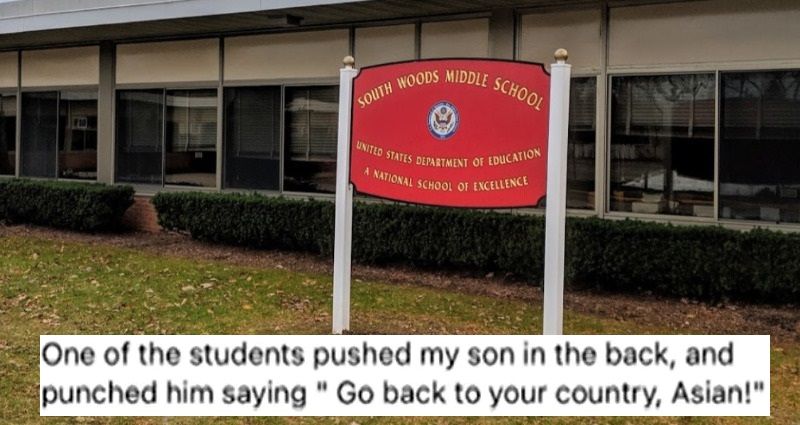 SOUTH WOODS MIDDLE SCHOOL
UNITED STATES DEPARTMENT OF EDUCATION
A NATIONAL SCHOOL OF EXCELLENCE
One of the students pushed my son in the back, and
punched him saying " Go back to your country, Asian!"